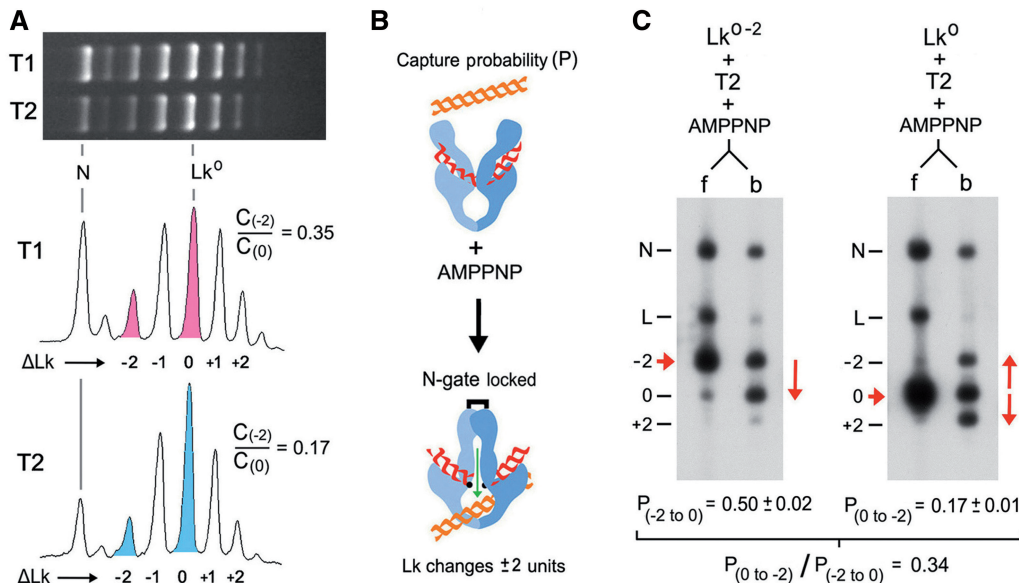 A
T1
T2
N
Lk⁰
T1
C(-2)
C(0)
= 0.35
ΔLk
-2
-1
0
+1
+2
T2
C(-2)
C(0)
= 0.17
ΔLk
-2
-1
0
+1
+2
B
Capture probability (P)
+
AMPPNP
N-gate locked
Lk changes ±2 units
C
Lk⁰⁻²
+
T2
+
AMPPNP
f b
N
L
-2
0
+2
P(-2 to 0) = 0.50 ± 0.02
Lk⁰
+
T2
+
AMPPNP
f b
N
L
-2
0
+2
P(0 to -2) = 0.17 ± 0.01
P(0 to -2) / P(-2 to 0) = 0.34